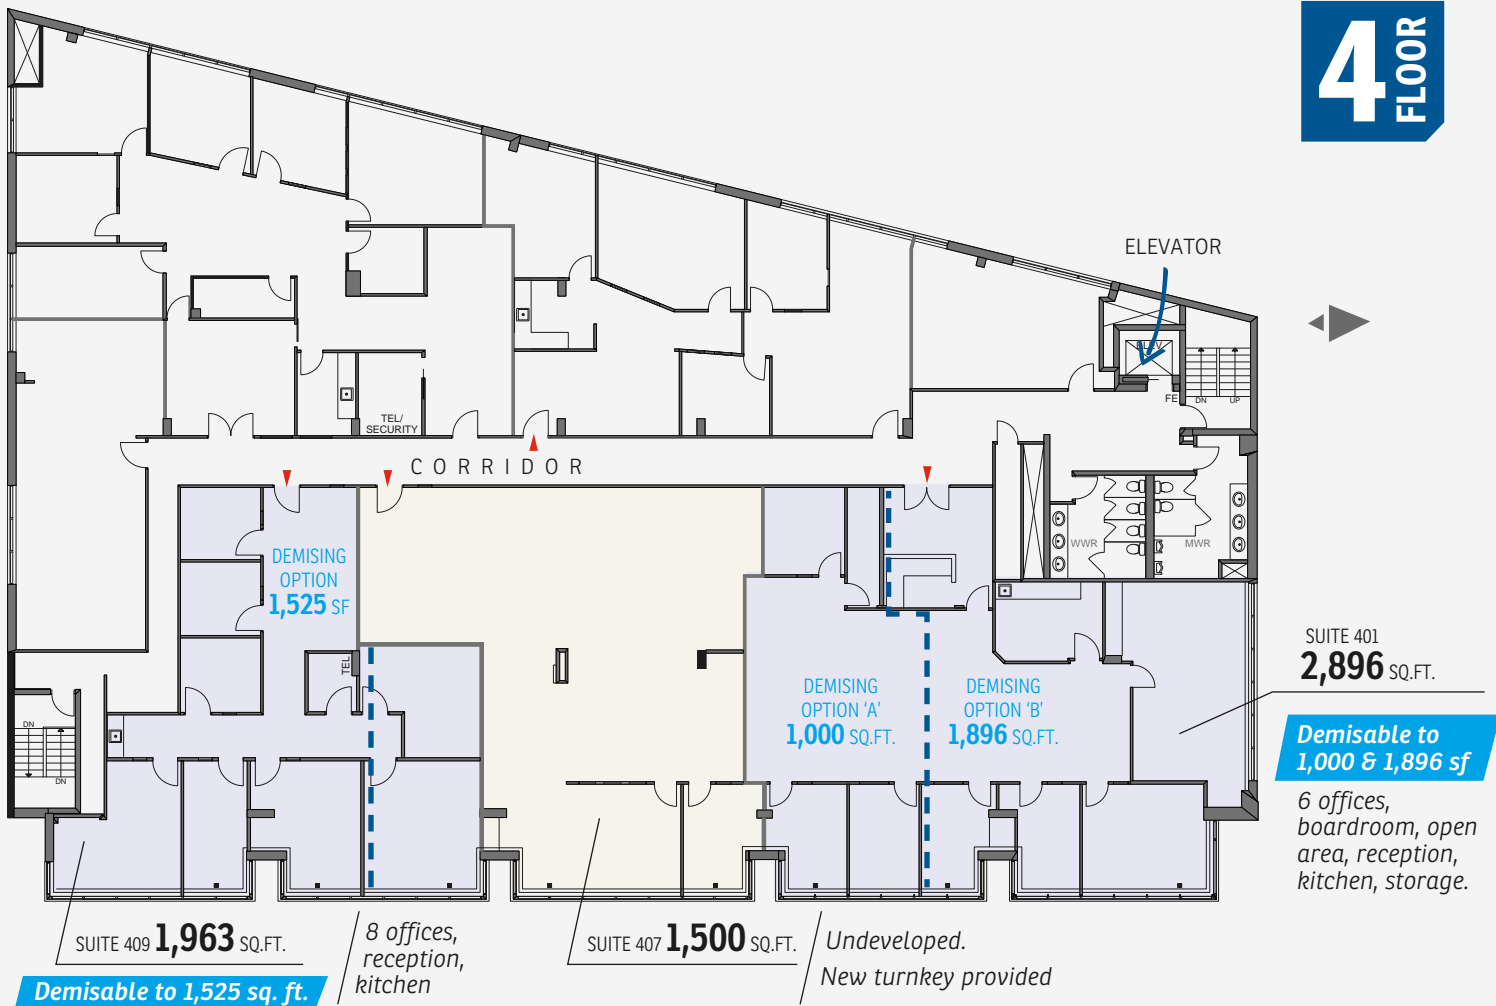 4
FLOOR
ELEVATOR
ELEV
FE
DN
UP
TEL/
SECURITY
CORRIDOR
WWR
MWR
DEMISING
OPTION
1,525 SF
TEL
DN
DN
DEMISING
OPTION 'A'
1,000 SQ.FT.
DEMISING
OPTION 'B'
1,896 SQ.FT.
SUITE 401
2,896 SQ.FT.
Demisable to
1,000 & 1,896 sf
6 offices,
boardroom, open
area, reception,
kitchen, storage.
SUITE 409 1,963 SQ.FT.
Demisable to 1,525 sq. ft.
8 offices,
reception,
kitchen
SUITE 407 1,500 SQ.FT.
Undeveloped.
New turnkey provided